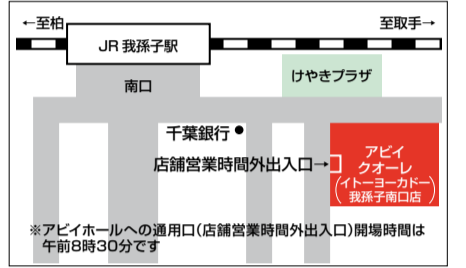 ←至柏
至取手→
JR 我孫子駅
けやきプラザ
南口
千葉銀行
店舗営業時間外出入口→
アビイ
クオーレ
(イトーヨーカドー
我孫子南口店)
※アビイホールへの通用口(店舗営業時間外出入口)開場時間は
午前8時30分です